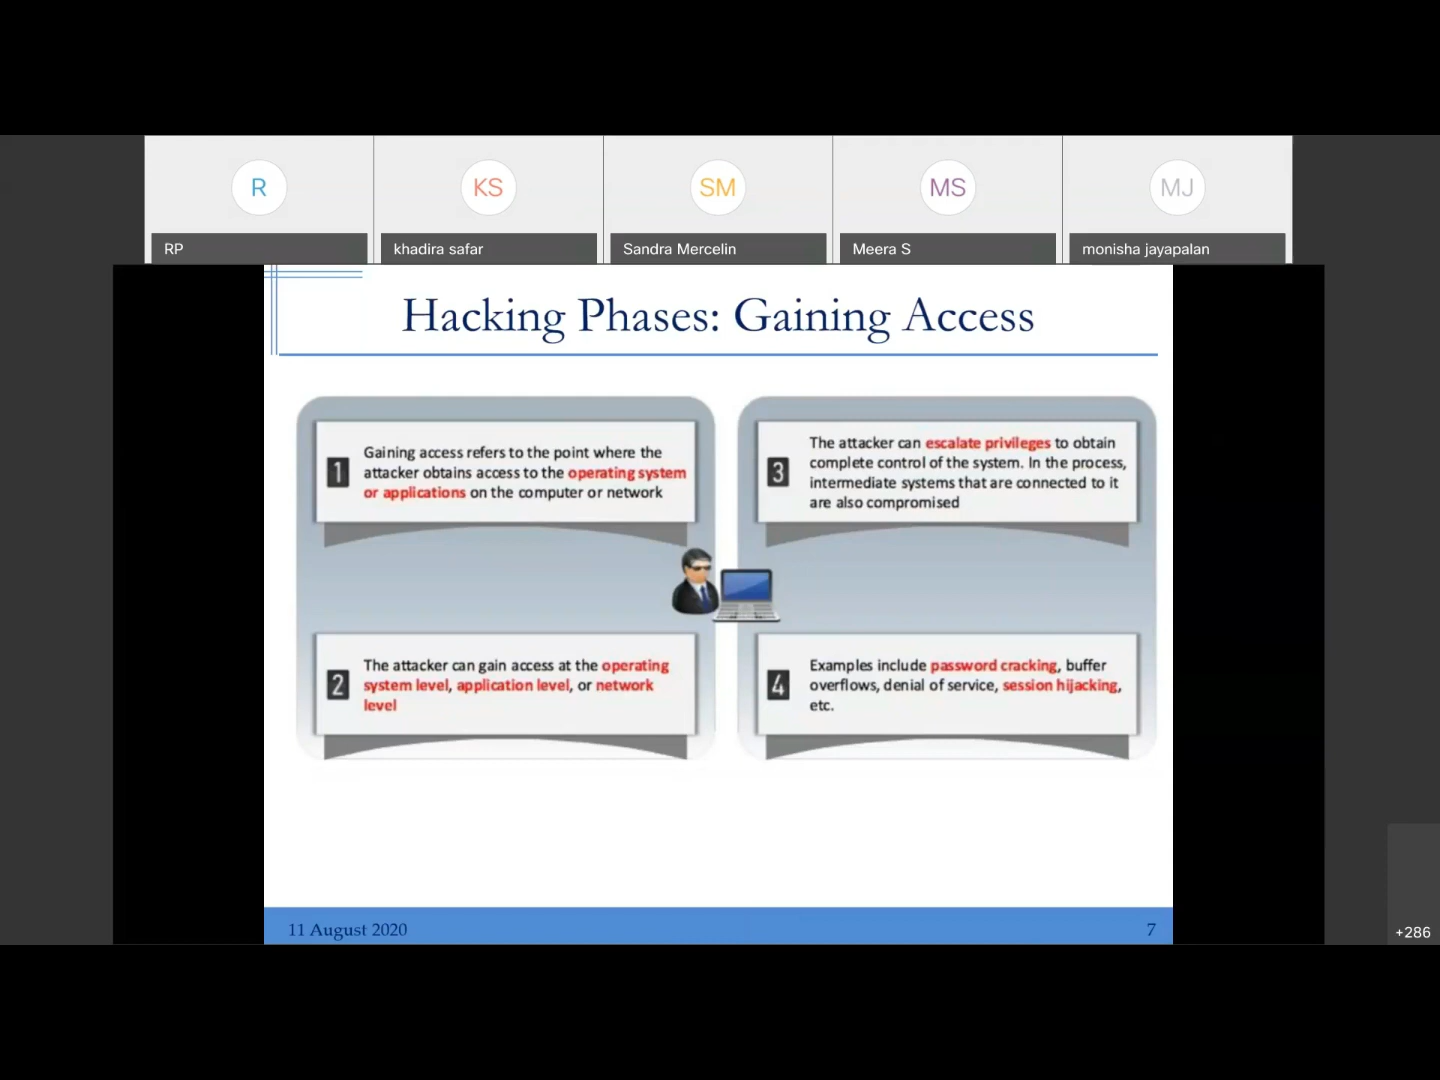 R
KS
SM
MS
MJ
RP
khadira safar
Sandra Mercelin
Meera S
monisha jayapalan
Hacking Phases: Gaining Access
1
Gaining access refers to the point where the
attacker obtains access to the operating system
or applications on the computer or network
2
The attacker can gain access at the operating
system level, application level, or network
level
3
The attacker can escalate privileges to obtain
complete control of the system. In the process,
intermediate systems that are connected to it
are also compromised
4
Examples include password cracking, buffer
overflows, denial of service, session hijacking,
etc.
11 August 2020
7
+286